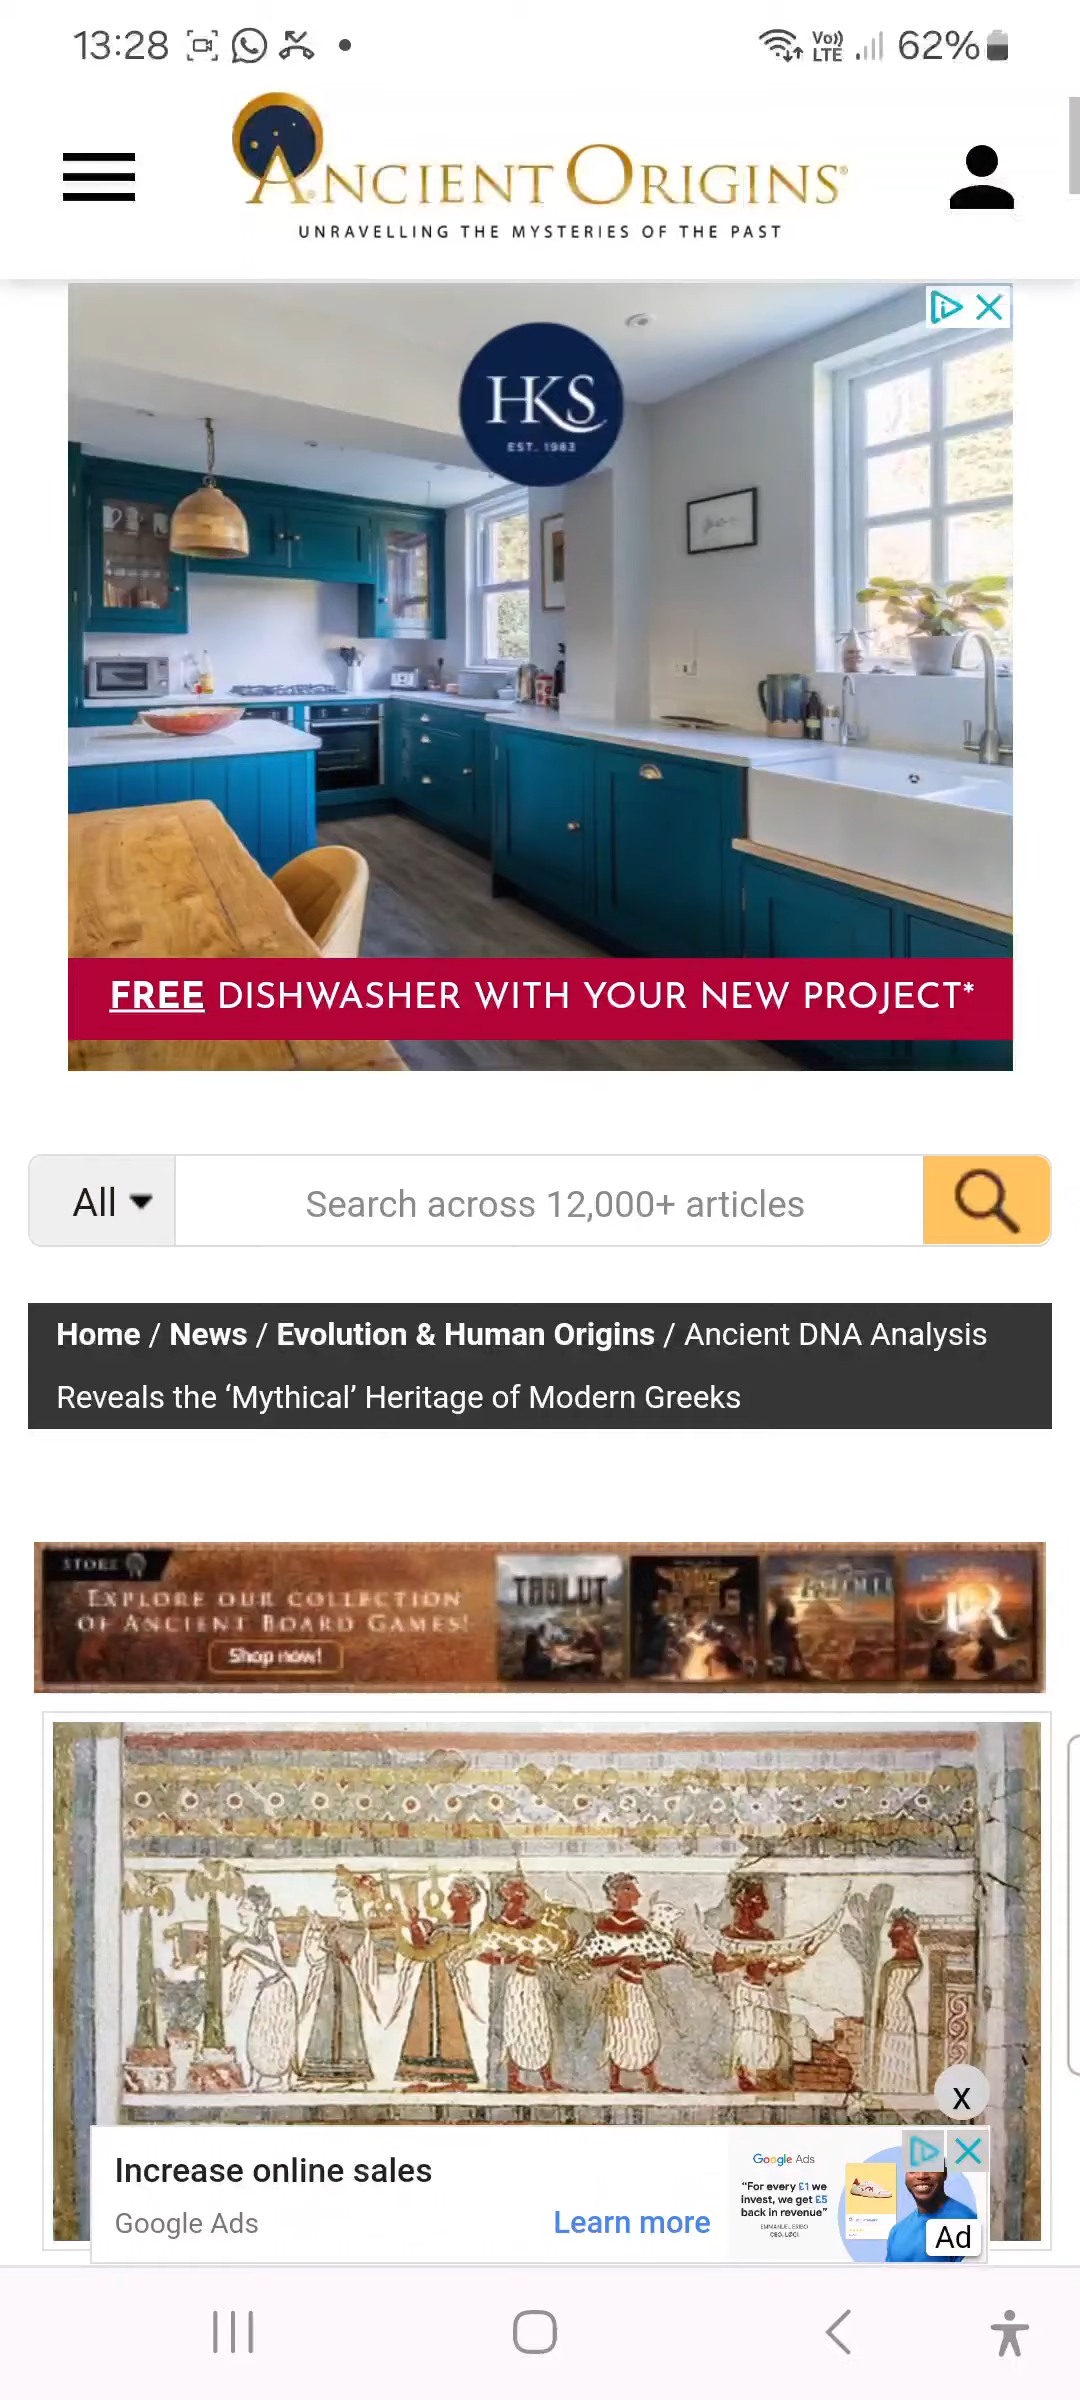 13:28 Vo)) LTE 62%
ANCIENT ORIGINS®
UNRAVELLING THE MYSTERIES OF THE PAST
HKS
EST. 1983
FREE DISHWASHER WITH YOUR NEW PROJECT*
All Search across 12,000+ articles
Home / News / Evolution & Human Origins / Ancient DNA Analysis
Reveals the ‘Mythical’ Heritage of Modern Greeks
STORE
EXPLORE OUR COLLECTION
OF ANCIENT BOARD GAMES!
Shop now!
UR
x
Increase online sales
Google Ads
Learn more
Google Ads
“For every £1 we
invest, we get £5
back in revenue”
Ad